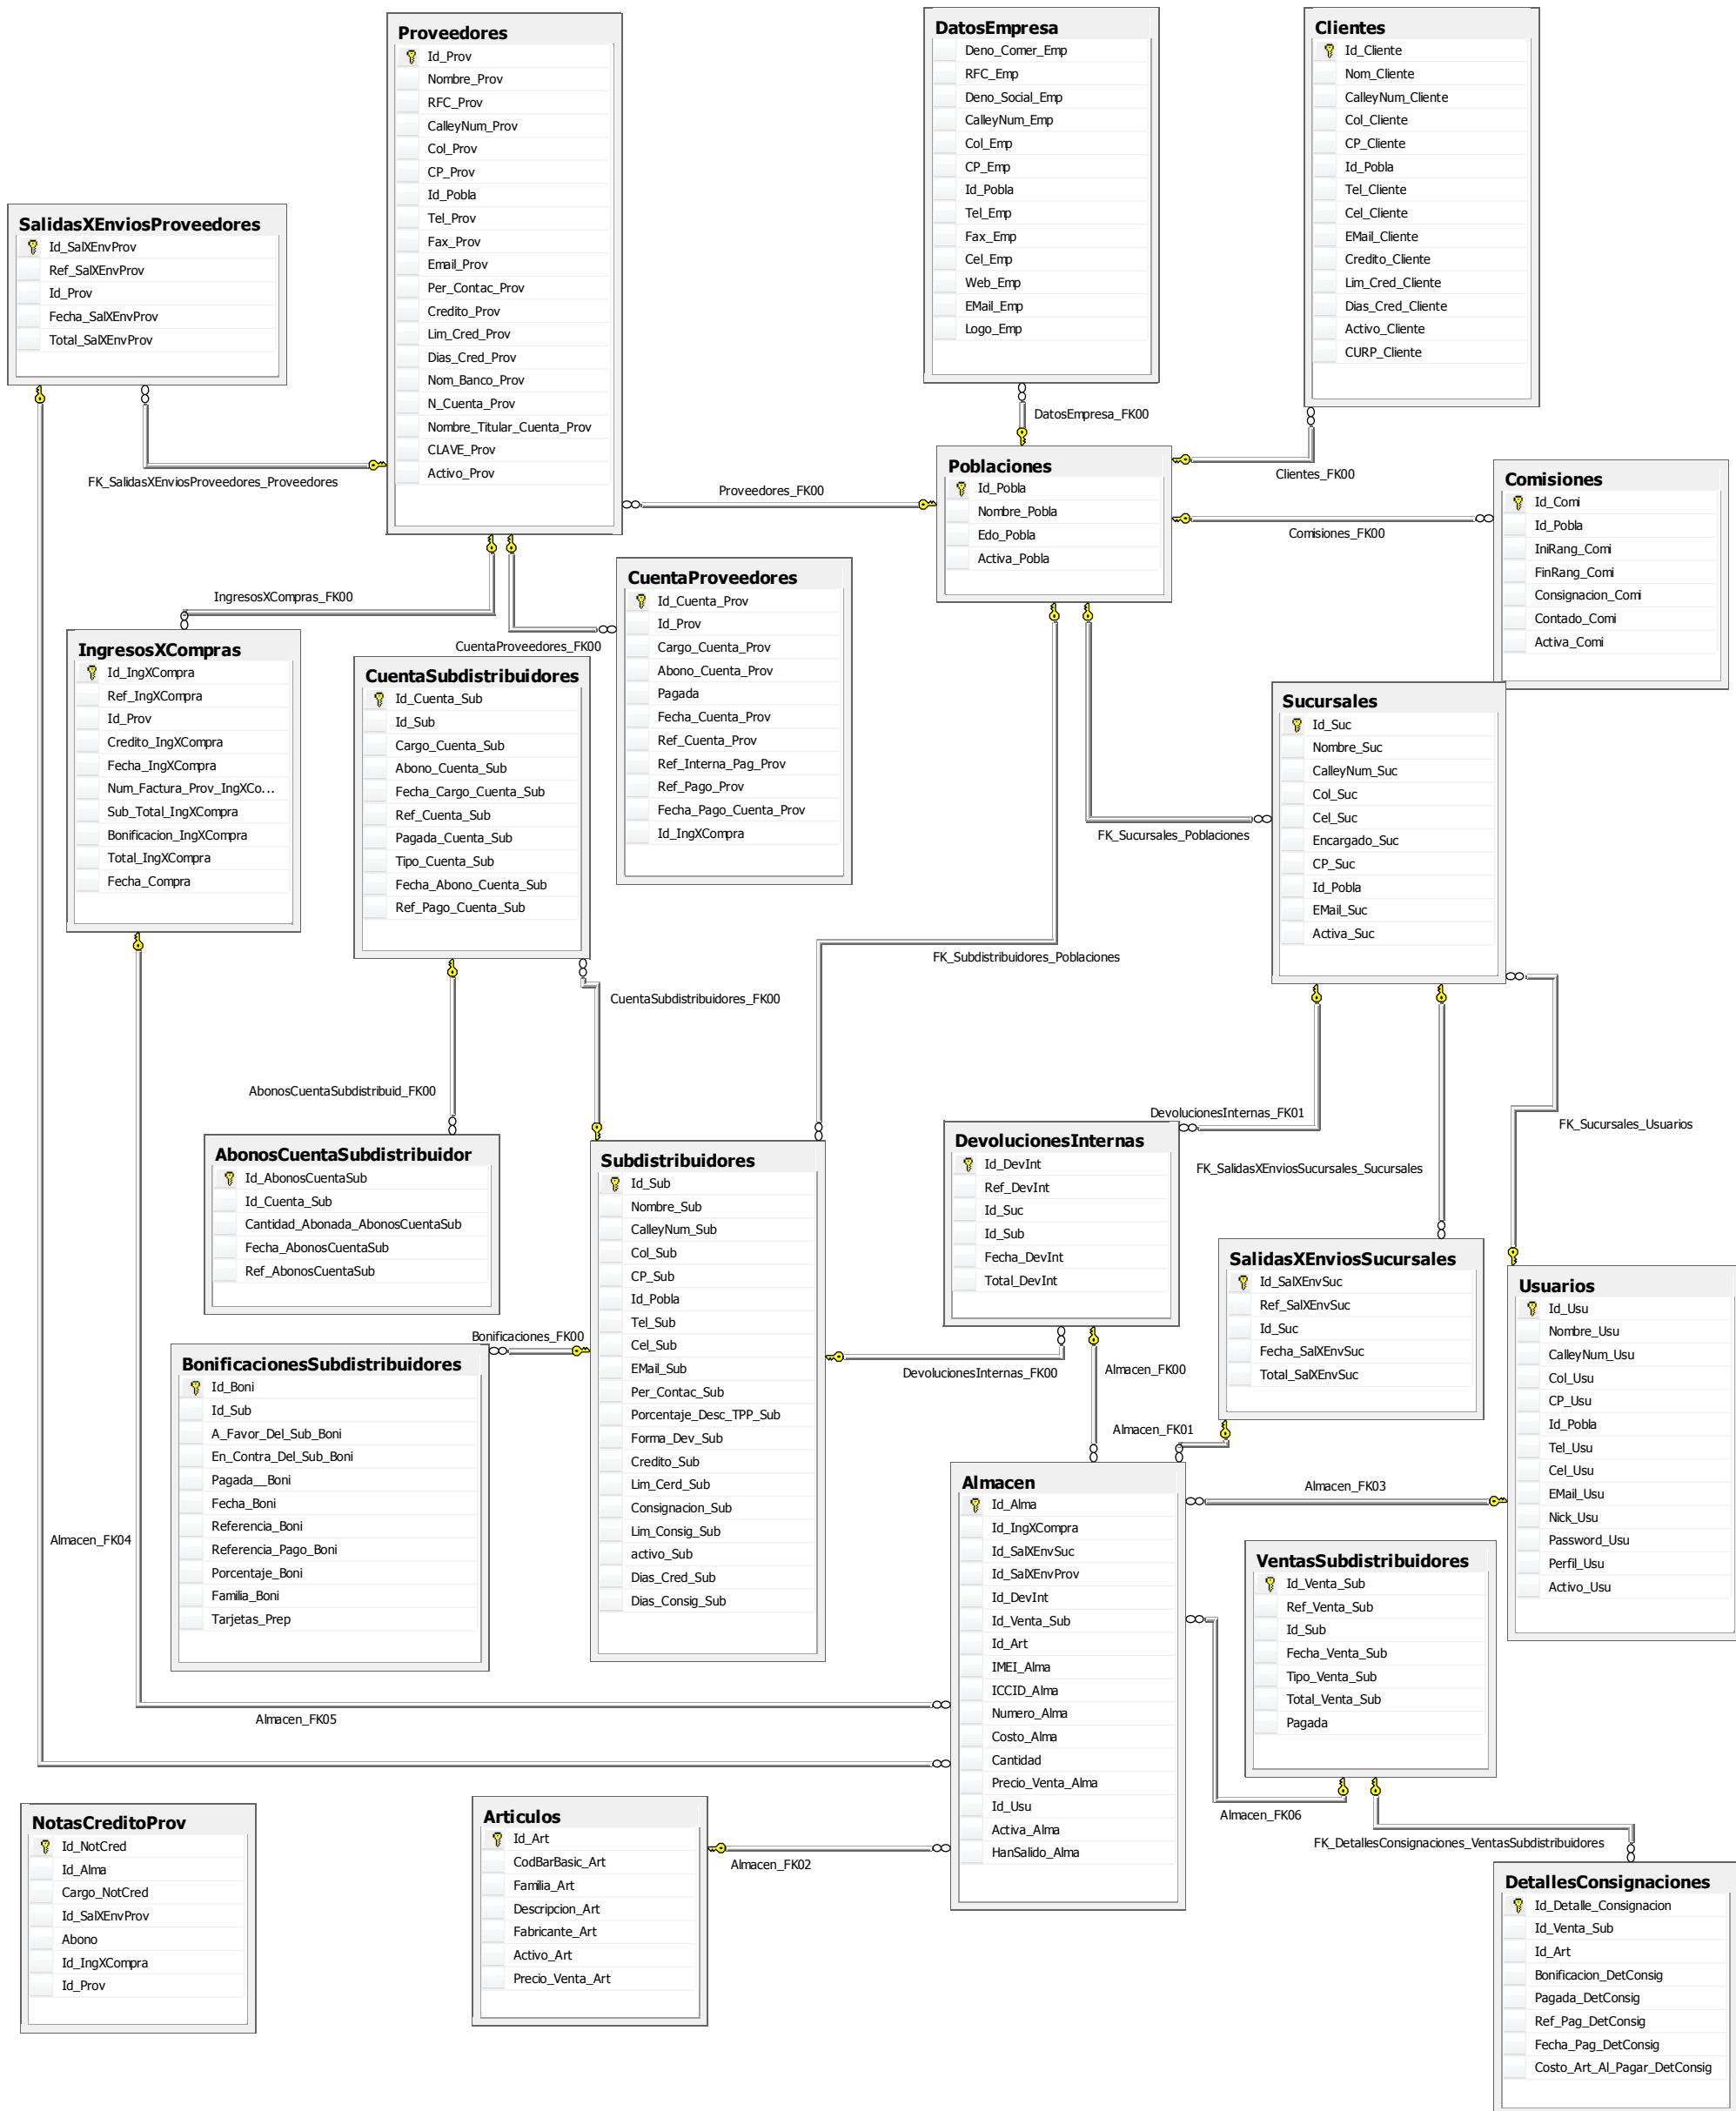 Proveedores
Id_Prov
Nombre_Prov
RFC_Prov
CalleyNum_Prov
Col_Prov
CP_Prov
Id_Pobla
Tel_Prov
Fax_Prov
Email_Prov
Per_Contac_Prov
Credito_Prov
Lim_Cred_Prov
Dias_Cred_Prov
Nom_Banco_Prov
N_Cuenta_Prov
Nombre_Titular_Cuenta_Prov
CLAVE_Prov
Activo_Prov
DatosEmpresa
Deno_Comer_Emp
RFC_Emp
Deno_Social_Emp
CalleyNum_Emp
Col_Emp
CP_Emp
Id_Pobla
Tel_Emp
Fax_Emp
Cel_Emp
Web_Emp
EMail_Emp
Logo_Emp
Clientes
Id_Cliente
Nom_Cliente
CalleyNum_Cliente
Col_Cliente
CP_Cliente
Id_Pobla
Tel_Cliente
Cel_Cliente
EMail_Cliente
Credito_Cliente
Lim_Cred_Cliente
Dias_Cred_Cliente
Activo_Cliente
CURP_Cliente
SalidasXEnviosProveedores
Id_SalXEnvProv
Ref_SalXEnvProv
Id_Prov
Fecha_SalXEnvProv
Total_SalXEnvProv
FK_SalidasXEnviosProveedores_Proveedores
DatosEmpresa_FK00
Clientes_FK00
Proveedores_FK00
Comisiones_FK00
Poblaciones
Id_Pobla
Nombre_Pobla
Edo_Pobla
Activa_Pobla
Comisiones
Id_Comi
Id_Pobla
IniRang_Comi
FinRang_Comi
Consignacion_Comi
Contado_Comi
Activa_Comi
IngresosXCompras_FK00
CuentaProveedores_FK00
CuentaProveedores
Id_Cuenta_Prov
Id_Prov
Cargo_Cuenta_Prov
Abono_Cuenta_Prov
Pagada
Fecha_Cuenta_Prov
Ref_Cuenta_Prov
Ref_Interna_Pag_Prov
Ref_Pago_Prov
Fecha_Pago_Cuenta_Prov
Id_IngXCompra
IngresosXCompras
Id_IngXCompra
Ref_IngXCompra
Id_Prov
Credito_IngXCompra
Fecha_IngXCompra
Num_Factura_Prov_IngXCo...
Sub_Total_IngXCompra
Bonificacion_IngXCompra
Total_IngXCompra
Fecha_Compra
CuentaSubdistribuidores
Id_Cuenta_Sub
Id_Sub
Cargo_Cuenta_Sub
Abono_Cuenta_Sub
Fecha_Cargo_Cuenta_Sub
Ref_Cuenta_Sub
Pagada_Cuenta_Sub
Tipo_Cuenta_Sub
Fecha_Abono_Cuenta_Sub
Ref_Pago_Cuenta_Sub
Sucursales
Id_Suc
Nombre_Suc
CalleyNum_Suc
Col_Suc
Cel_Suc
Encargado_Suc
CP_Suc
Id_Pobla
EMail_Suc
Activa_Suc
FK_Sucursales_Poblaciones
FK_Subdistribuidores_Poblaciones
CuentaSubdistribuidores_FK00
AbonosCuentaSubdistribuid_FK00
DevolucionesInternas_FK01
FK_Sucursales_Usuarios
FK_SalidasXEnviosSucursales_Sucursales
AbonosCuentaSubdistribuidor
Id_AbonosCuentaSub
Id_Cuenta_Sub
Cantidad_Abonada_AbonosCuentaSub
Fecha_AbonosCuentaSub
Ref_AbonosCuentaSub
Subdistribuidores
Id_Sub
Nombre_Sub
CalleyNum_Sub
Col_Sub
CP_Sub
Id_Pobla
Tel_Sub
Cel_Sub
EMail_Sub
Per_Contac_Sub
Porcentaje_Desc_TPP_Sub
Forma_Dev_Sub
Credito_Sub
Lim_Cerd_Sub
Consignacion_Sub
Lim_Consig_Sub
activo_Sub
Dias_Cred_Sub
Dias_Consig_Sub
DevolucionesInternas
Id_DevInt
Ref_DevInt
Id_Suc
Id_Sub
Fecha_DevInt
Total_DevInt
SalidasXEnviosSucursales
Id_SalXEnvSuc
Ref_SalXEnvSuc
Id_Suc
Fecha_SalXEnvSuc
Total_SalXEnvSuc
Usuarios
Id_Usu
Nombre_Usu
CalleyNum_Usu
Col_Usu
CP_Usu
Id_Pobla
Tel_Usu
Cel_Usu
EMail_Usu
Nick_Usu
Password_Usu
Perfil_Usu
Activo_Usu
Bonificaciones_FK00
DevolucionesInternas_FK00
Almacen_FK00
Almacen_FK01
Almacen_FK03
BonificacionesSubdistribuidores
Id_Boni
Id_Sub
A_Favor_Del_Sub_Boni
En_Contra_Del_Sub_Boni
Pagada__Boni
Fecha_Boni
Referencia_Boni
Referencia_Pago_Boni
Porcentaje_Boni
Familia_Boni
Tarjetas_Prep
Almacen_FK04
Almacen_FK05
Almacen
Id_Alma
Id_IngXCompra
Id_SalXEnvSuc
Id_SalXEnvProv
Id_DevInt
Id_Venta_Sub
Id_Art
IMEI_Alma
ICCID_Alma
Numero_Alma
Costo_Alma
Cantidad
Precio_Venta_Alma
Id_Usu
Activa_Alma
HanSalido_Alma
VentasSubdistribuidores
Id_Venta_Sub
Ref_Venta_Sub
Id_Sub
Fecha_Venta_Sub
Tipo_Venta_Sub
Total_Venta_Sub
Pagada
Almacen_FK06
FK_DetallesConsignaciones_VentasSubdistribuidores
NotasCreditoProv
Id_NotCred
Id_Alma
Cargo_NotCred
Id_SalXEnvProv
Abono
Id_IngXCompra
Id_Prov
Articulos
Id_Art
CodBarBasic_Art
Familia_Art
Descripcion_Art
Fabricante_Art
Activo_Art
Precio_Venta_Art
Almacen_FK02
DetallesConsignaciones
Id_Detalle_Consignacion
Id_Venta_Sub
Id_Art
Bonificacion_DetConsig
Pagada_DetConsig
Ref_Pag_DetConsig
Fecha_Pag_DetConsig
Costo_Art_Al_Pagar_DetConsig